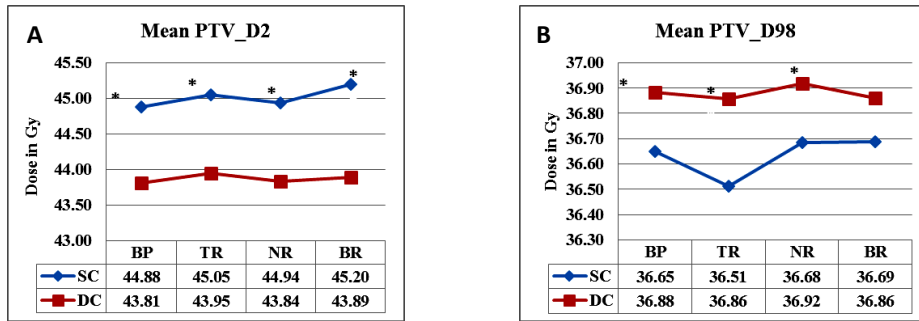 A
Mean PTV_D2
*
*
*
*
45.50
45.00
44.50
44.00
43.50
43.00
Dose in Gy
BP TR NR BR
SC 44.88 45.05 44.94 45.20
DC 43.81 43.95 43.84 43.89
B
Mean PTV_D98
*
*
*
37.00
36.90
36.80
36.70
36.60
36.50
36.40
36.30
Dose in Gy
BP TR NR BR
SC 36.65 36.51 36.68 36.69
DC 36.88 36.86 36.92 36.86